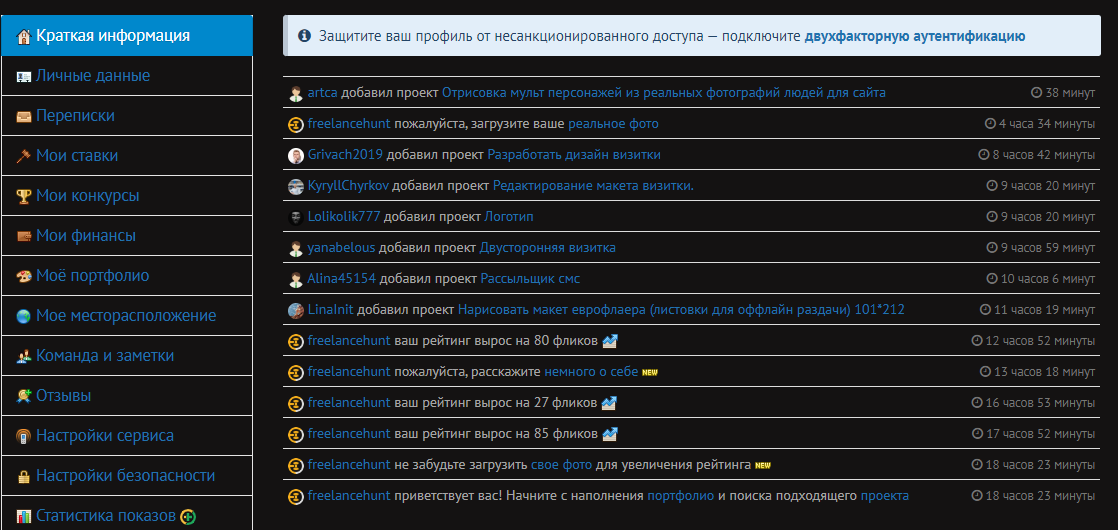 Краткая информация
Личные данные
Переписки
Мои ставки
Мои конкурсы
Мои финансы
Моё портфолио
Мое месторасположение
Команда и заметки
Отзывы
Настройки сервиса
Настройки безопасности
Статистика показов
Защитите ваш профиль от несанкционированного доступа — подключите двухфакторную аутентификацию
artca добавил проект Отрисовка мульт персонажей из реальных фотографий людей для сайта 38 минут
freelancehunt пожалуйста, загрузите ваше реальное фото 4 часа 34 минуты
Grivach2019 добавил проект Разработать дизайн визитки 8 часов 42 минуты
KyryllChyrkov добавил проект Редактирование макета визитки. 9 часов 20 минут
Lolikolik777 добавил проект Логотип 9 часов 20 минут
yanabelous добавил проект Двусторонняя визитка 9 часов 59 минут
Alina45154 добавил проект Рассыльщик смс 10 часов 6 минут
LinaInit добавил проект Нарисовать макет еврофлаера (листовки для оффлайн раздачи) 101*212 11 часов 19 минут
freelancehunt ваш рейтинг вырос на 80 фликов 12 часов 52 минуты
freelancehunt пожалуйста, расскажите немного о себе NEW 13 часов 18 минут
freelancehunt ваш рейтинг вырос на 27 фликов 16 часов 53 минуты
freelancehunt ваш рейтинг вырос на 85 фликов 17 часов 52 минуты
freelancehunt не забудьте загрузить свое фото для увеличения рейтинга NEW 18 часов 23 минуты
freelancehunt приветствует вас! Начните с наполнения портфолио и поиска подходящего проекта 18 часов 23 минуты